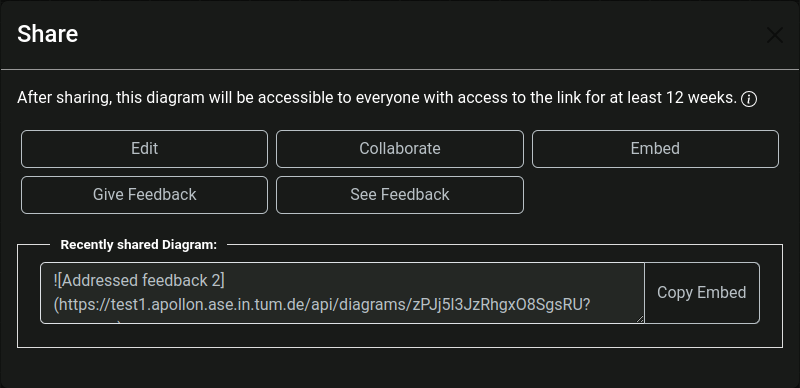 Share
After sharing, this diagram will be accessible to everyone with access to the link for at least 12 weeks.
Edit
Collaborate
Embed
Give Feedback
See Feedback
Recently shared Diagram:
![Addressed feedback 2]
(https://test1.apollon.ase.in.tum.de/api/diagrams/zPJj5I3JzRhgxO8SgsRU?
Copy Embed